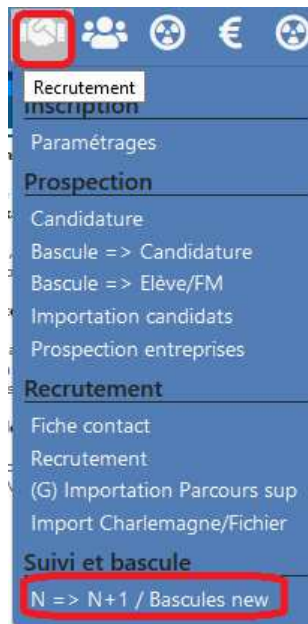 €
Recrutement
Inscription
Paramétrages
Prospection
Candidature
Bascule => Candidature
Bascule => Elève/FM
Importation candidats
Prospection entreprises
Recrutement
Fiche contact
Recrutement
(G) Importation Parcours sup
Import Charlemagne/Fichier
Suivi et bascule
N => N+1 / Bascules new